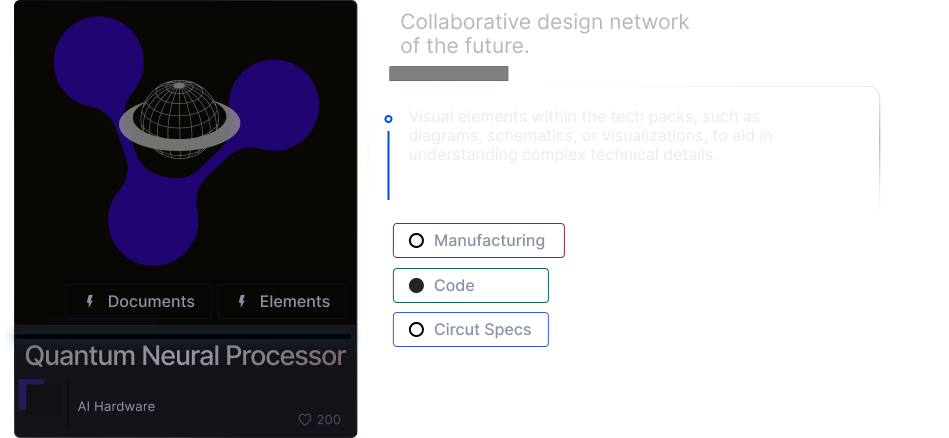 Collaborative design network
of the future.
Visual elements within the tech packs, such as
diagrams, schematics, or visualizations, to aid in
understanding complex technical details.
Manufacturing
Code
Circut Specs
Documents
Elements
Quantum Neural Processor
AI Hardware
200